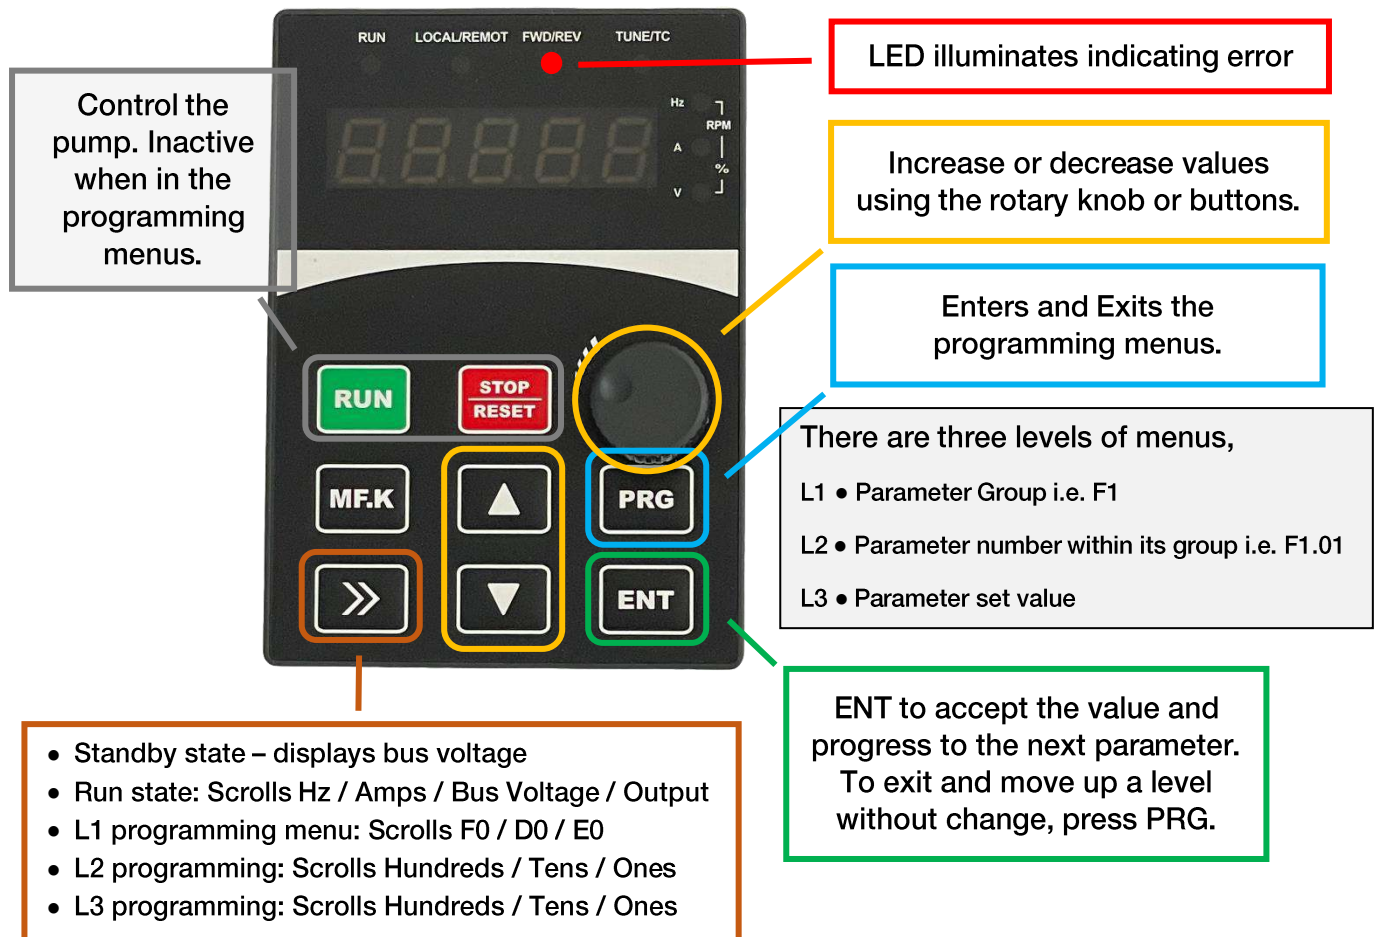 RUN LOCAL/REMOT FWD/REV TUNE/TC
LED illuminates indicating error
Control the
pump. Inactive
when in the
programming
menus.
8.8.8.8.8.
Hz
RPM
A
%
V
Increase or decrease values
using the rotary knob or buttons.
Enters and Exits the
programming menus.
RUN
STOP
RESET
MF.K
▲
PRG
There are three levels of menus,
L1 ● Parameter Group i.e. F1
L2 ● Parameter number within its group i.e. F1.01
L3 ● Parameter set value
»
▼
ENT
ENT to accept the value and
progress to the next parameter.
To exit and move up a level
without change, press PRG.
● Standby state – displays bus voltage
● Run state: Scrolls Hz / Amps / Bus Voltage / Output
● L1 programming menu: Scrolls F0 / D0 / E0
● L2 programming: Scrolls Hundreds / Tens / Ones
● L3 programming: Scrolls Hundreds / Tens / Ones